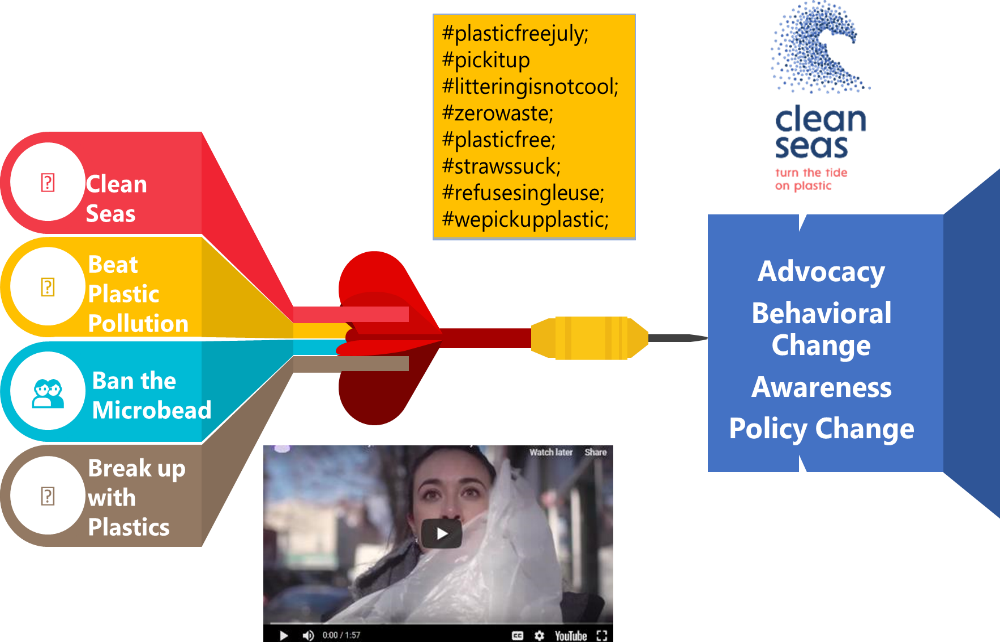 #plasticfreejuly;
#pickitup
#litteringisnotcool;
#zerowaste;
#plasticfree;
#strawssuck;
#refusesingleuse;
#wepickupplastic;
clean
seas
turn the tide
on plastic
Clean
Seas
Beat
Plastic
Pollution
Ban the
Microbead
Break up
with
Plastics
Advocacy
Behavioral
Change
Awareness
Policy Change
Watch later Share
0:00 / 1:57
CC
YouTube